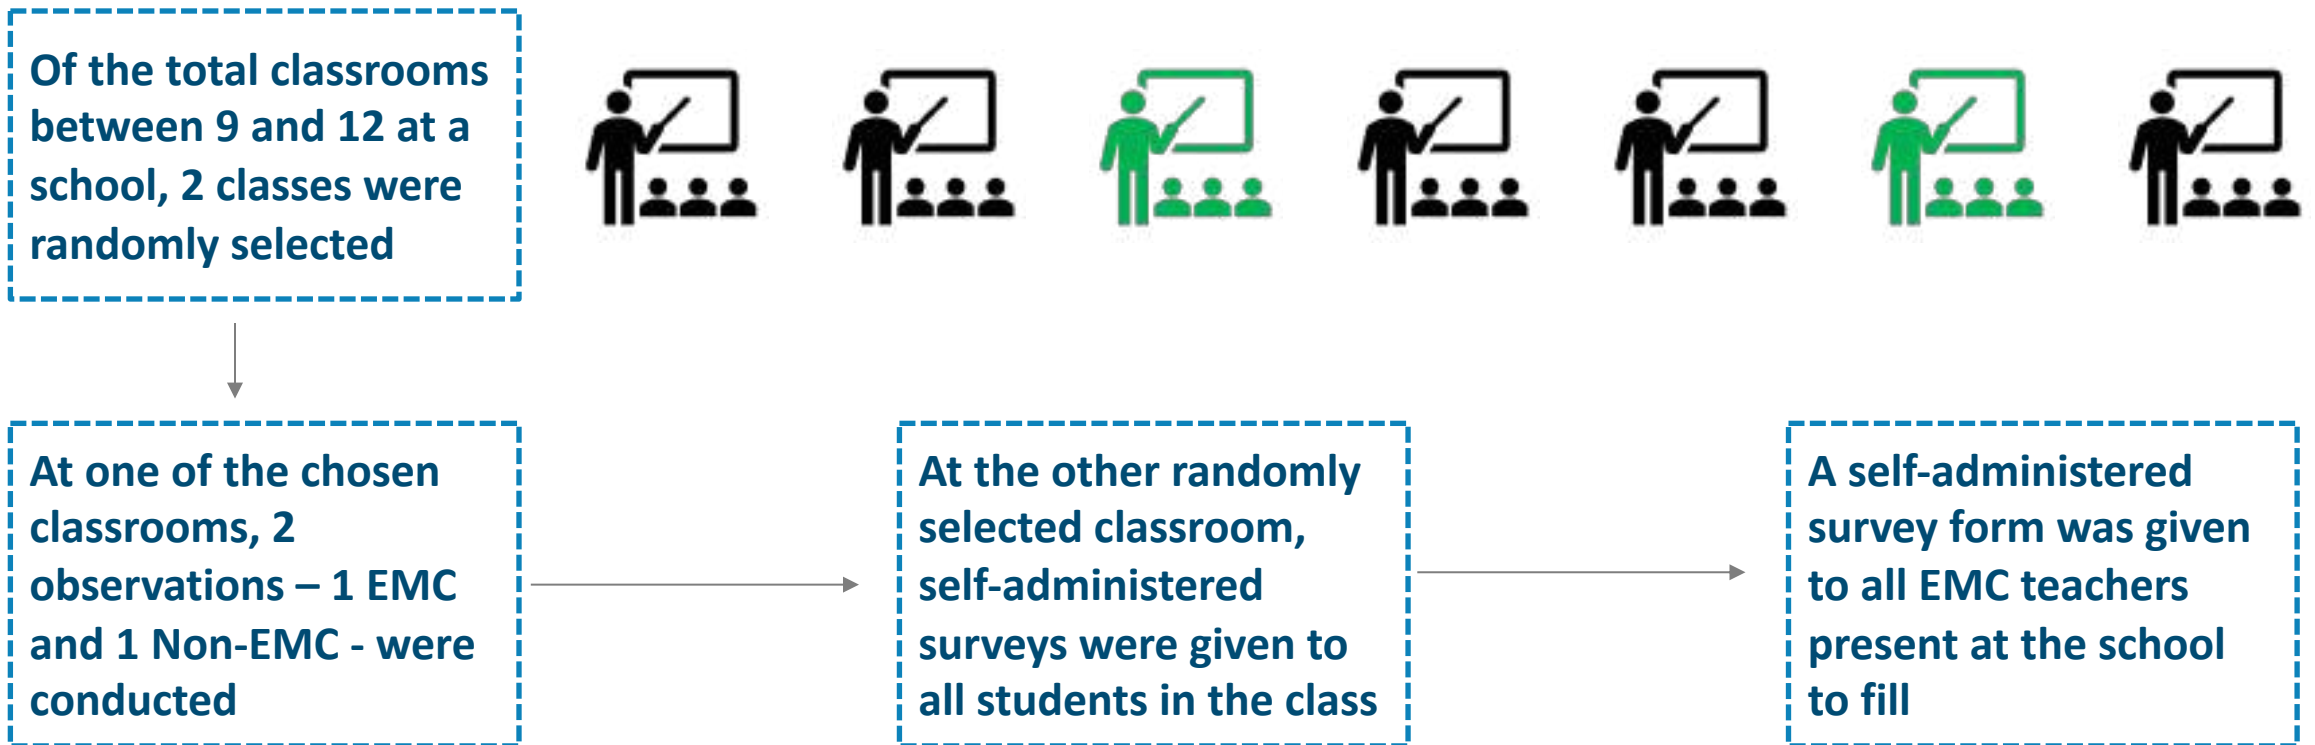 Of the total classrooms
between 9 and 12 at a
school, 2 classes were
randomly selected
At one of the chosen
classrooms, 2
observations – 1 EMC
and 1 Non-EMC - were
conducted
At the other randomly
selected classroom,
self-administered
surveys were given to
all students in the class
A self-administered
survey form was given
to all EMC teachers
present at the school
to fill